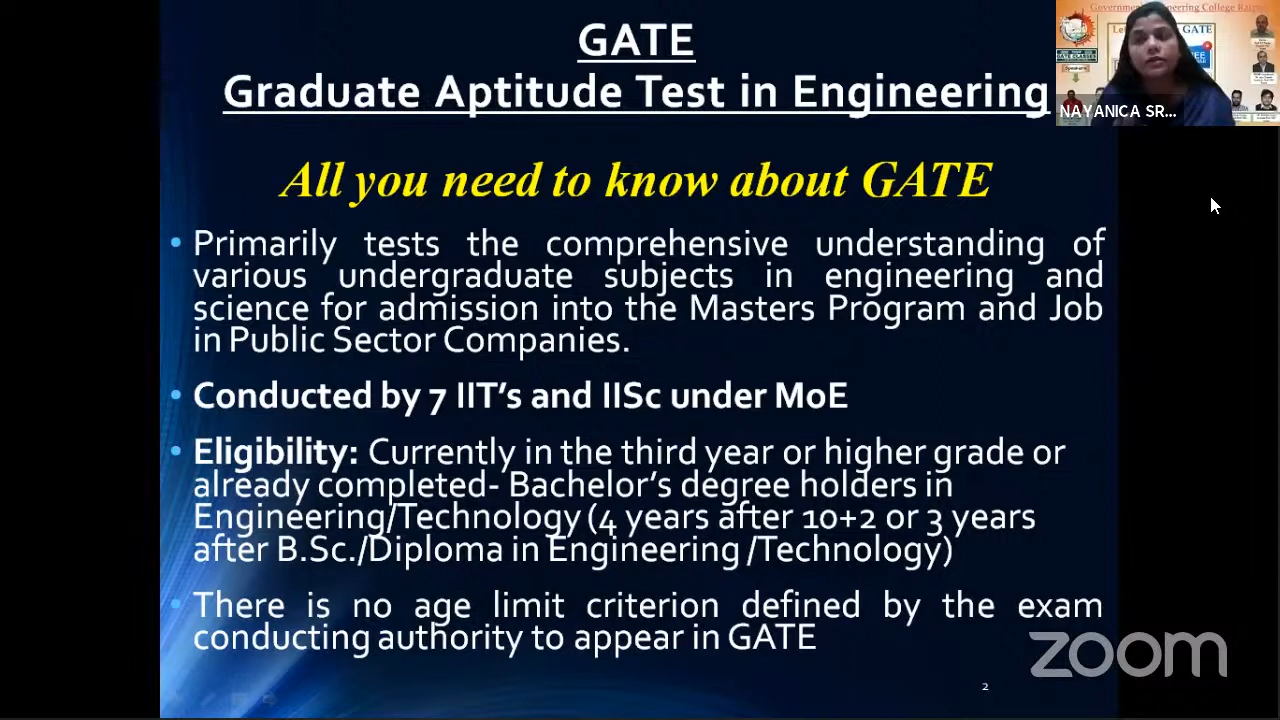 GATE
Graduate Aptitude Test in Engineering
Government Engineering College
GATE
NAYANICA SR...
All you need to know about GATE
• Primarily tests the comprehensive understanding of
various undergraduate subjects in engineering and
science for admission into the Masters Program and Job
in Public Sector Companies.
• Conducted by 7 IIT's and IISc under MoE
• Eligibility: Currently in the third year or higher grade or
already completed- Bachelor's degree holders in
Engineering/Technology (4 years after 10+2 or 3 years
after B.Sc./Diploma in Engineering /Technology)
• There is no age limit criterion defined by the exam
conducting authority to appear in GATE
zoom
2